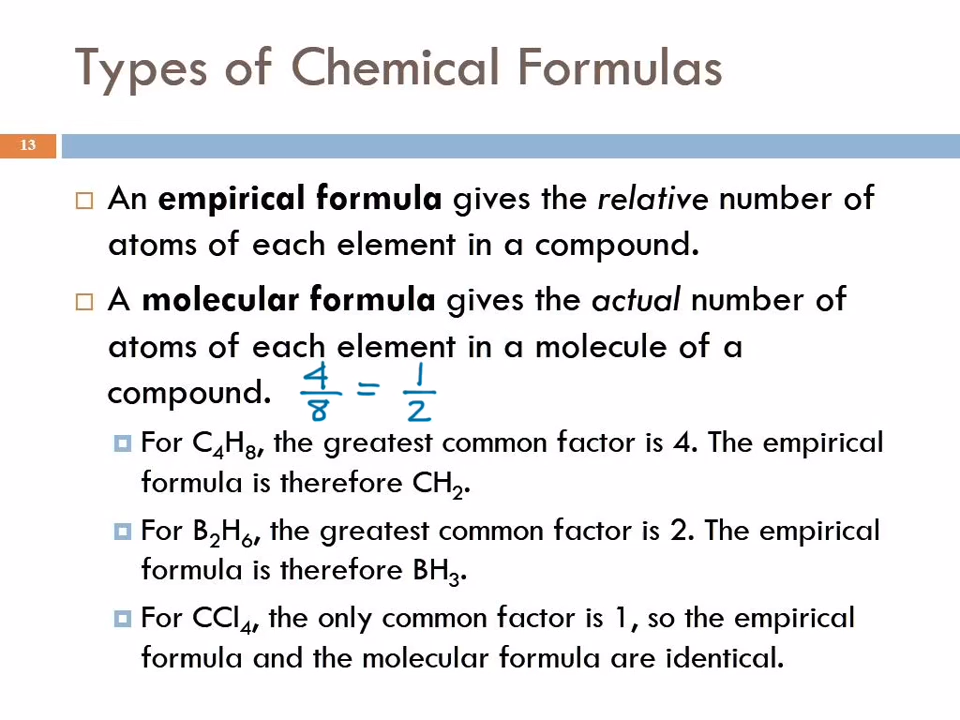 Types of Chemical Formulas
13
An empirical formula gives the relative number of
atoms of each element in a compound.
A molecular formula gives the actual number of
atoms of each element in a molecule of a
compound. 4/8 = 1/2
For C₄H₈, the greatest common factor is 4. The empirical
formula is therefore CH₂.
For B₂H₆, the greatest common factor is 2. The empirical
formula is therefore BH₃.
For CCl₄, the only common factor is 1, so the empirical
formula and the molecular formula are identical.